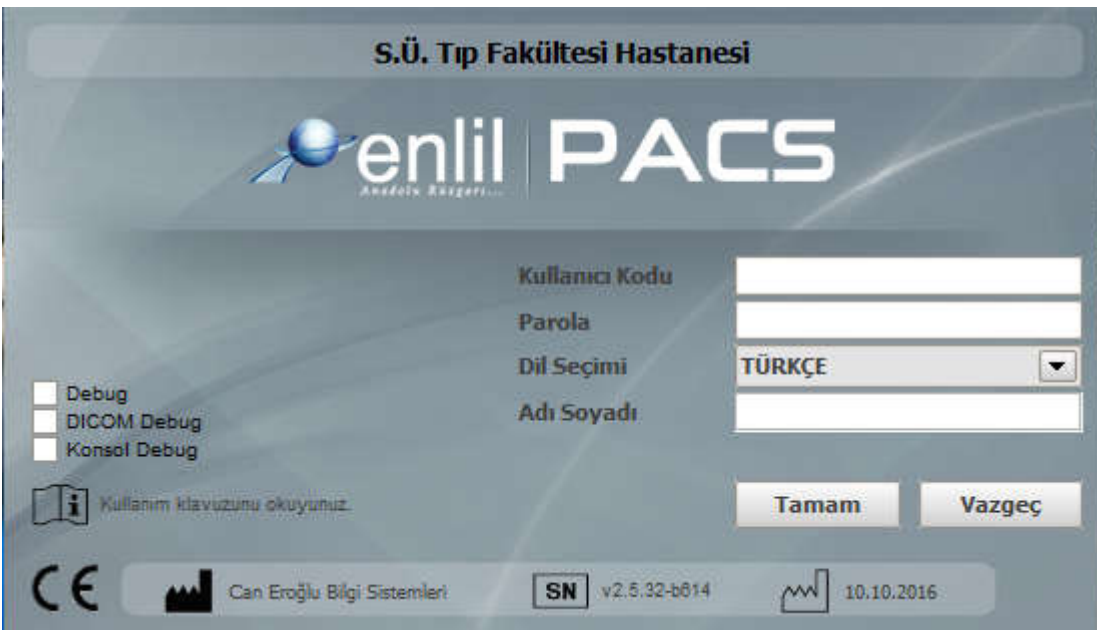 S.Ü. Tıp Fakültesi Hastanesi
enlil PACS
Anadolu Rüzgarı...
Kullanıcı Kodu
Parola
Dil Seçimi TÜRKÇE
Adı Soyadı
Debug
DICOM Debug
Konsol Debug
Kullanım klavuzunu okuyunuz.
Tamam Vazgeç
CE Can Eroğlu Bilgi Sistemleri SN v2.5.32-b614 10.10.2016